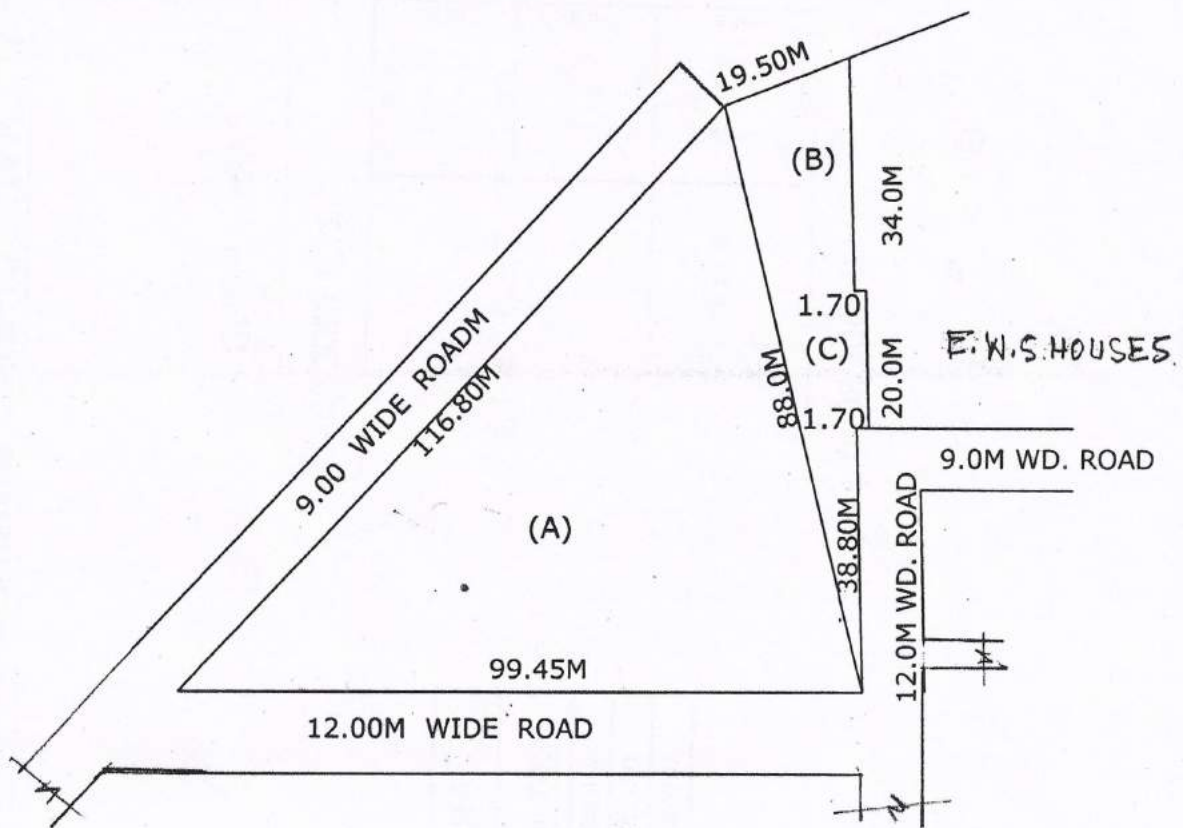 19.50M
(B)
34.0M
1.70
(C)
20.0M
E.W.S.HOUSES
88.0M
1.70
9.00 WIDE ROADM
116.80M
9.0M WD. ROAD
(A)
38.80M
12.0M WD. ROAD
99.45M
12.00M WIDE ROAD